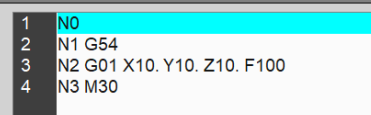 1 N0
2 N1 G54
3 N2 G01 X10. Y10. Z10. F100
4 N3 M30